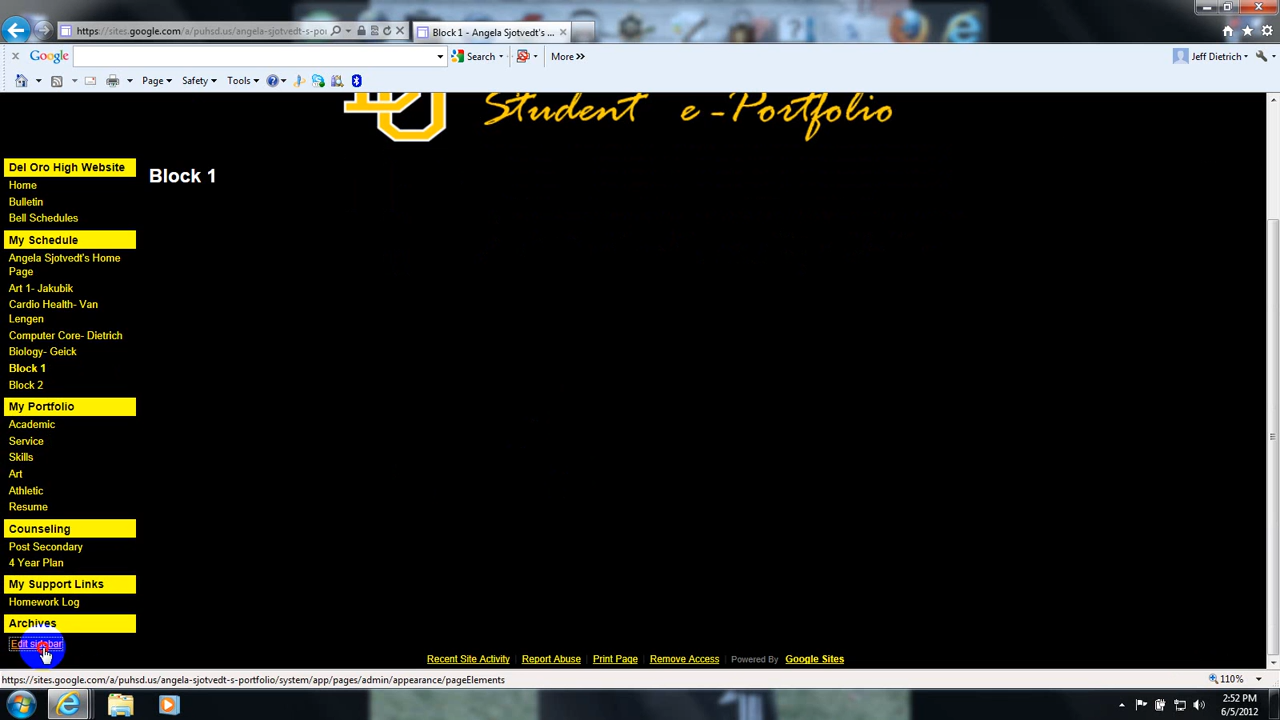 https://sites.google.com/a/puhsd.us/angela-sjotvedt-s-po
Block 1 - Angela Sjotvedt's ...
Google
Search
More »
Jeff Dietrich
Page
Safety
Tools
Student e-Portfolio
Del Oro High Website
Home
Bulletin
Bell Schedules
My Schedule
Angela Sjotvedt's Home
Page
Art 1- Jakubik
Cardio Health- Van
Lengen
Computer Core- Dietrich
Biology- Geick
Block 1
Block 2
My Portfolio
Academic
Service
Skills
Art
Athletic
Resume
Counseling
Post Secondary
4 Year Plan
My Support Links
Homework Log
Archives
Edit sidebar
Block 1
Recent Site Activity | Report Abuse | Print Page | Remove Access | Powered By Google Sites
https://sites.google.com/a/puhsd.us/angela-sjotvedt-s-portfolio/system/app/pages/admin/appearance/pageElements
110%
2:52 PM
6/5/2012